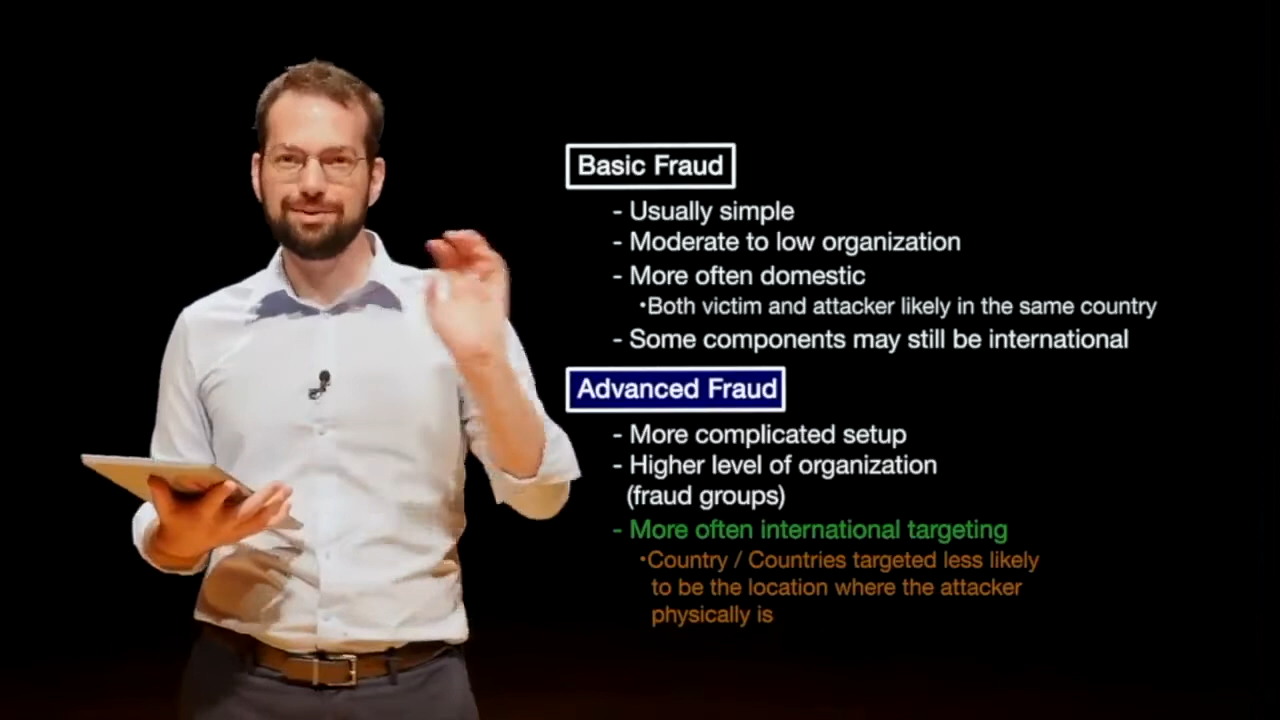 Basic Fraud
- Usually simple
- Moderate to low organization
- More often domestic
•Both victim and attacker likely in the same country
- Some components may still be international
Advanced Fraud
- More complicated setup
- Higher level of organization
(fraud groups)
- More often international targeting
•Country / Countries targeted less likely
to be the location where the attacker
physically is